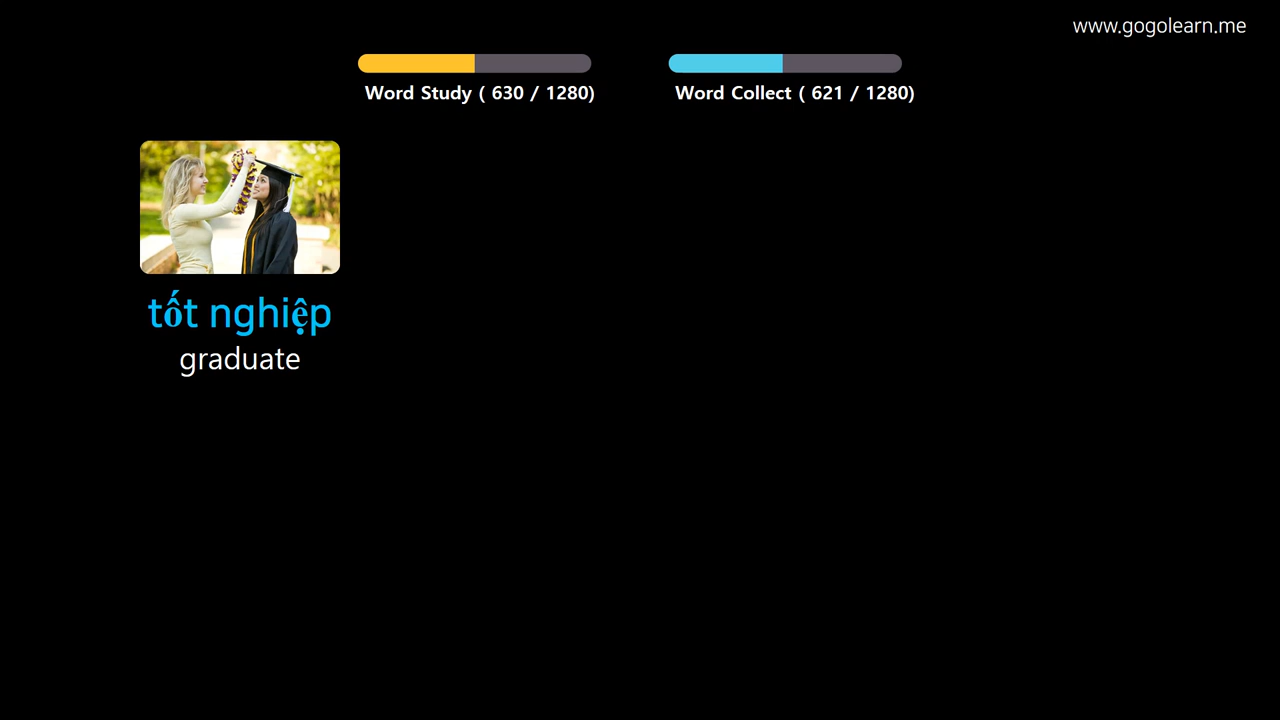 www.gogolearn.me
Word Study ( 630 / 1280)
Word Collect ( 621 / 1280)
tốt nghiệp
graduate